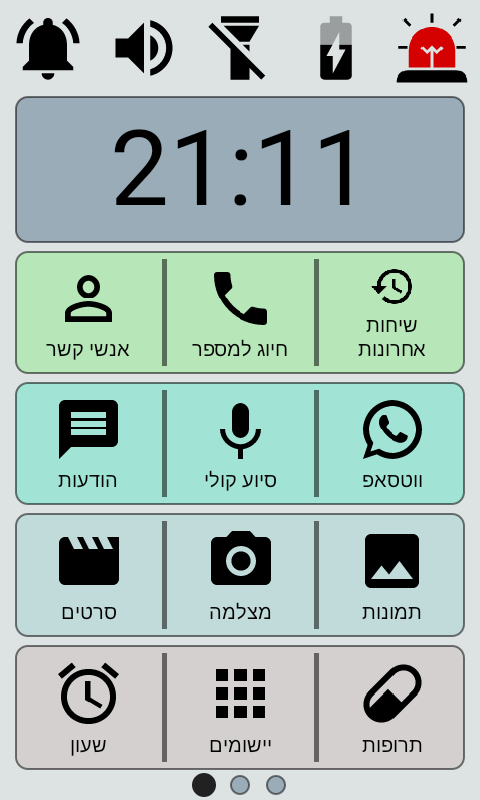 21:11
שיחות
אחרונות
חיוג למספר
אנשי קשר
ווטסאפ
סיוע קולי
הודעות
תמונות
מצלמה
סרטים
תרופות
יישומים
שעון